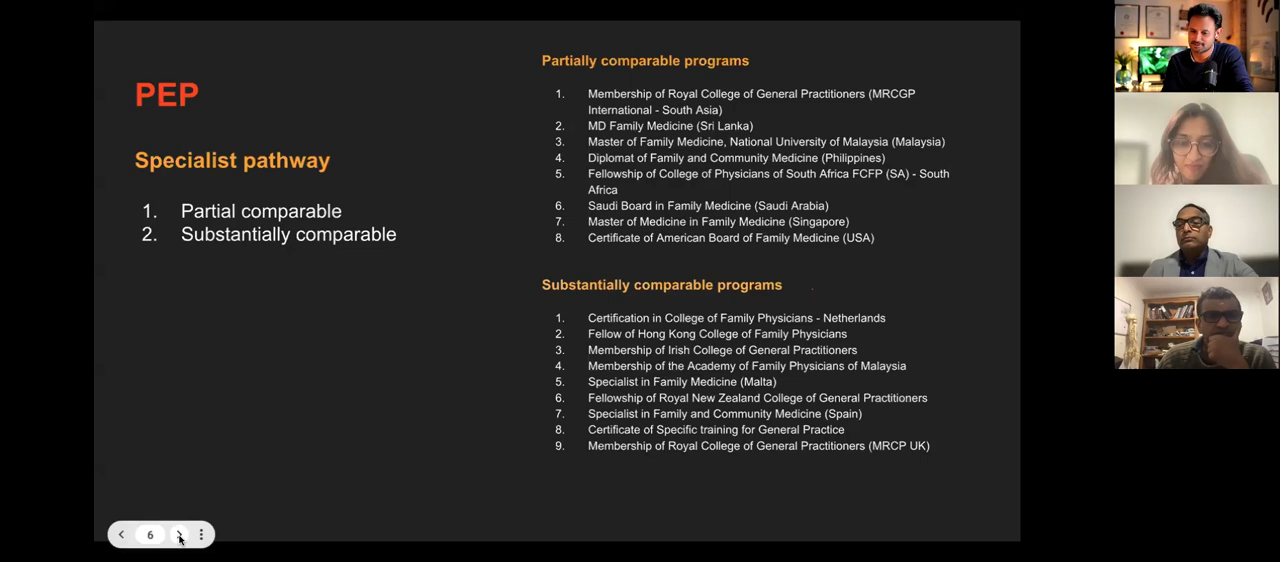 PEP
Specialist pathway
1. Partial comparable
2. Substantially comparable
Partially comparable programs
1. Membership of Royal College of General Practitioners (MRCGP
International - South Asia)
2. MD Family Medicine (Sri Lanka)
3. Master of Family Medicine, National University of Malaysia (Malaysia)
4. Diplomat of Family and Community Medicine (Philippines)
5. Fellowship of College of Physicians of South Africa FCFP (SA) - South
Africa
6. Saudi Board in Family Medicine (Saudi Arabia)
7. Master of Medicine in Family Medicine (Singapore)
8. Certificate of American Board of Family Medicine (USA)
Substantially comparable programs
1. Certification in College of Family Physicians - Netherlands
2. Fellow of Hong Kong College of Family Physicians
3. Membership of Irish College of General Practitioners
4. Membership of the Academy of Family Physicians of Malaysia
5. Specialist in Family Medicine (Malta)
6. Fellowship of Royal New Zealand College of General Practitioners
7. Specialist in Family and Community Medicine (Spain)
8. Certificate of Specific training for General Practice
9. Membership of Royal College of General Practitioners (MRCP UK)
6